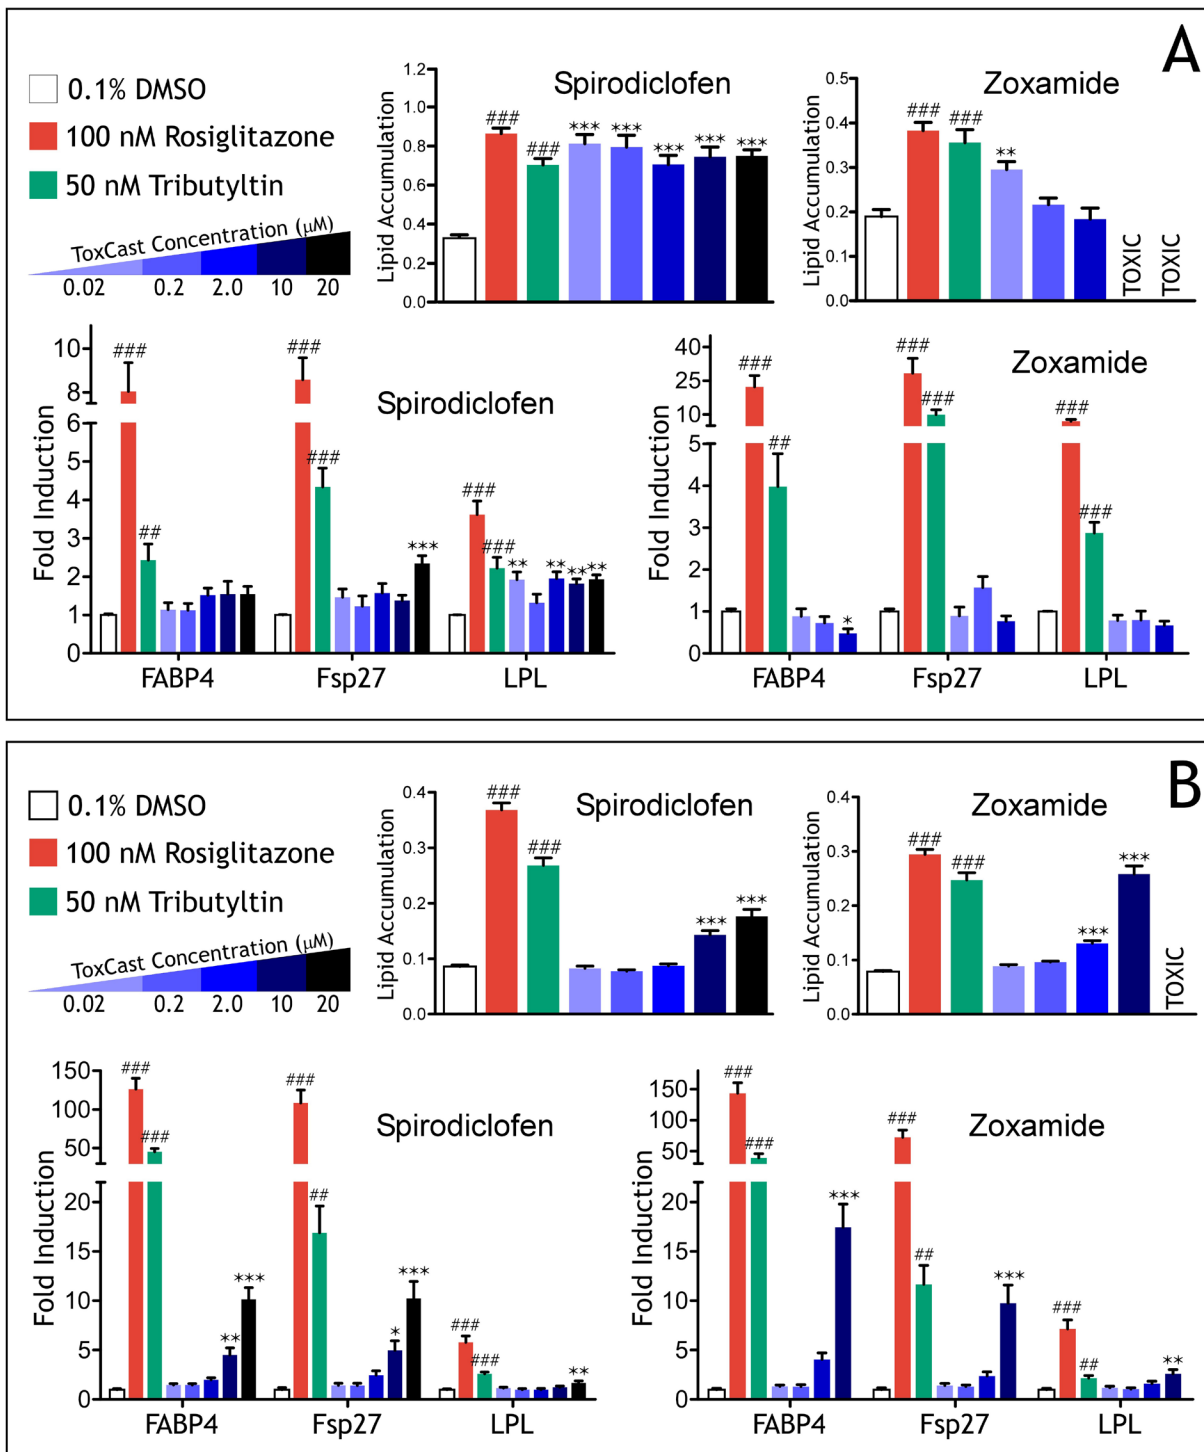 A
0.1% DMSO
100 nM Rosiglitazone
50 nM Tributyltin
ToxCast Concentration (µM)
0.02 0.2 2.0 10 20
Spirodiclofen
Lipid Accumulation
1.2
1.0
0.8
0.6
0.4
0.2
0.0
### ### *** *** *** *** ***
Zoxamide
Lipid Accumulation
0.5
0.4
0.3
0.2
0.1
0.0
### ### **
TOXIC TOXIC
Spirodiclofen
Fold Induction
10
8
6
5
4
3
2
1
0
### ## ### ### *** ### ### ** ** ** **
FABP4 Fsp27 LPL
Zoxamide
Fold Induction
40
25
10
5
4
3
2
1
0
### ## * ### ### ### ###
FABP4 Fsp27 LPL
B
0.1% DMSO
100 nM Rosiglitazone
50 nM Tributyltin
ToxCast Concentration (µM)
0.02 0.2 2.0 10 20
Spirodiclofen
Lipid Accumulation
0.4
0.3
0.2
0.1
0.0
### ### *** ***
Zoxamide
Lipid Accumulation
0.4
0.3
0.2
0.1
0.0
### ### *** ***
TOXIC
Spirodiclofen
Fold Induction
150
100
50
20
15
10
5
0
### ### ** *** ### ## * *** ### ### **
FABP4 Fsp27 LPL
Zoxamide
Fold Induction
150
100
50
20
15
10
5
0
### ### *** ### ## *** ### ## **
FABP4 Fsp27 LPL